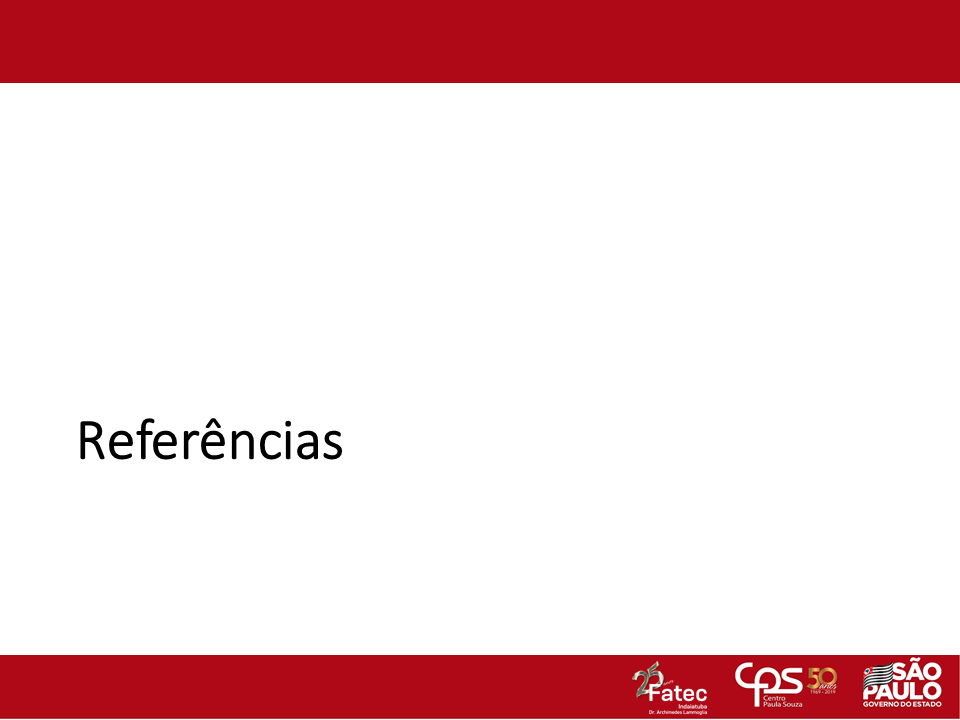 Referências
25
Fatec
Indaiatuba
Dr. Archimedes Lammoglia
CPS
Centro
Paula Souza
50
anos
1969 - 2019
SÃO
PAULO
GOVERNO DO ESTADO